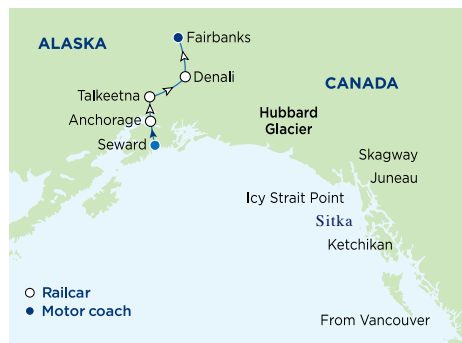 Fairbanks
ALASKA
Denali
CANADA
Talkeetna
Hubbard
Glacier
Anchorage
Seward
Skagway
Juneau
Icy Strait Point
Sitka
Ketchikan
Railcar
Motor coach
From Vancouver